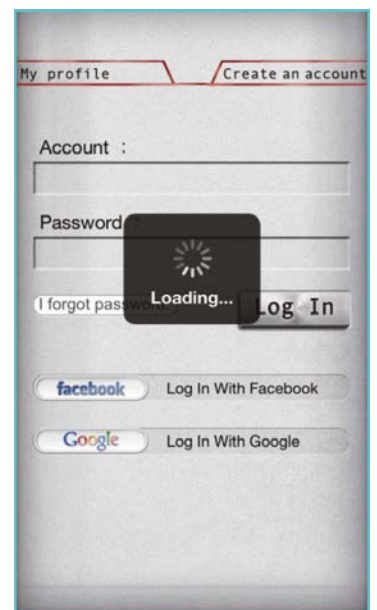 My profile
Create an account
Account :
Password :
Loading...
I forgot password.
Log In
facebook
Log In With Facebook
Google
Log In With Google